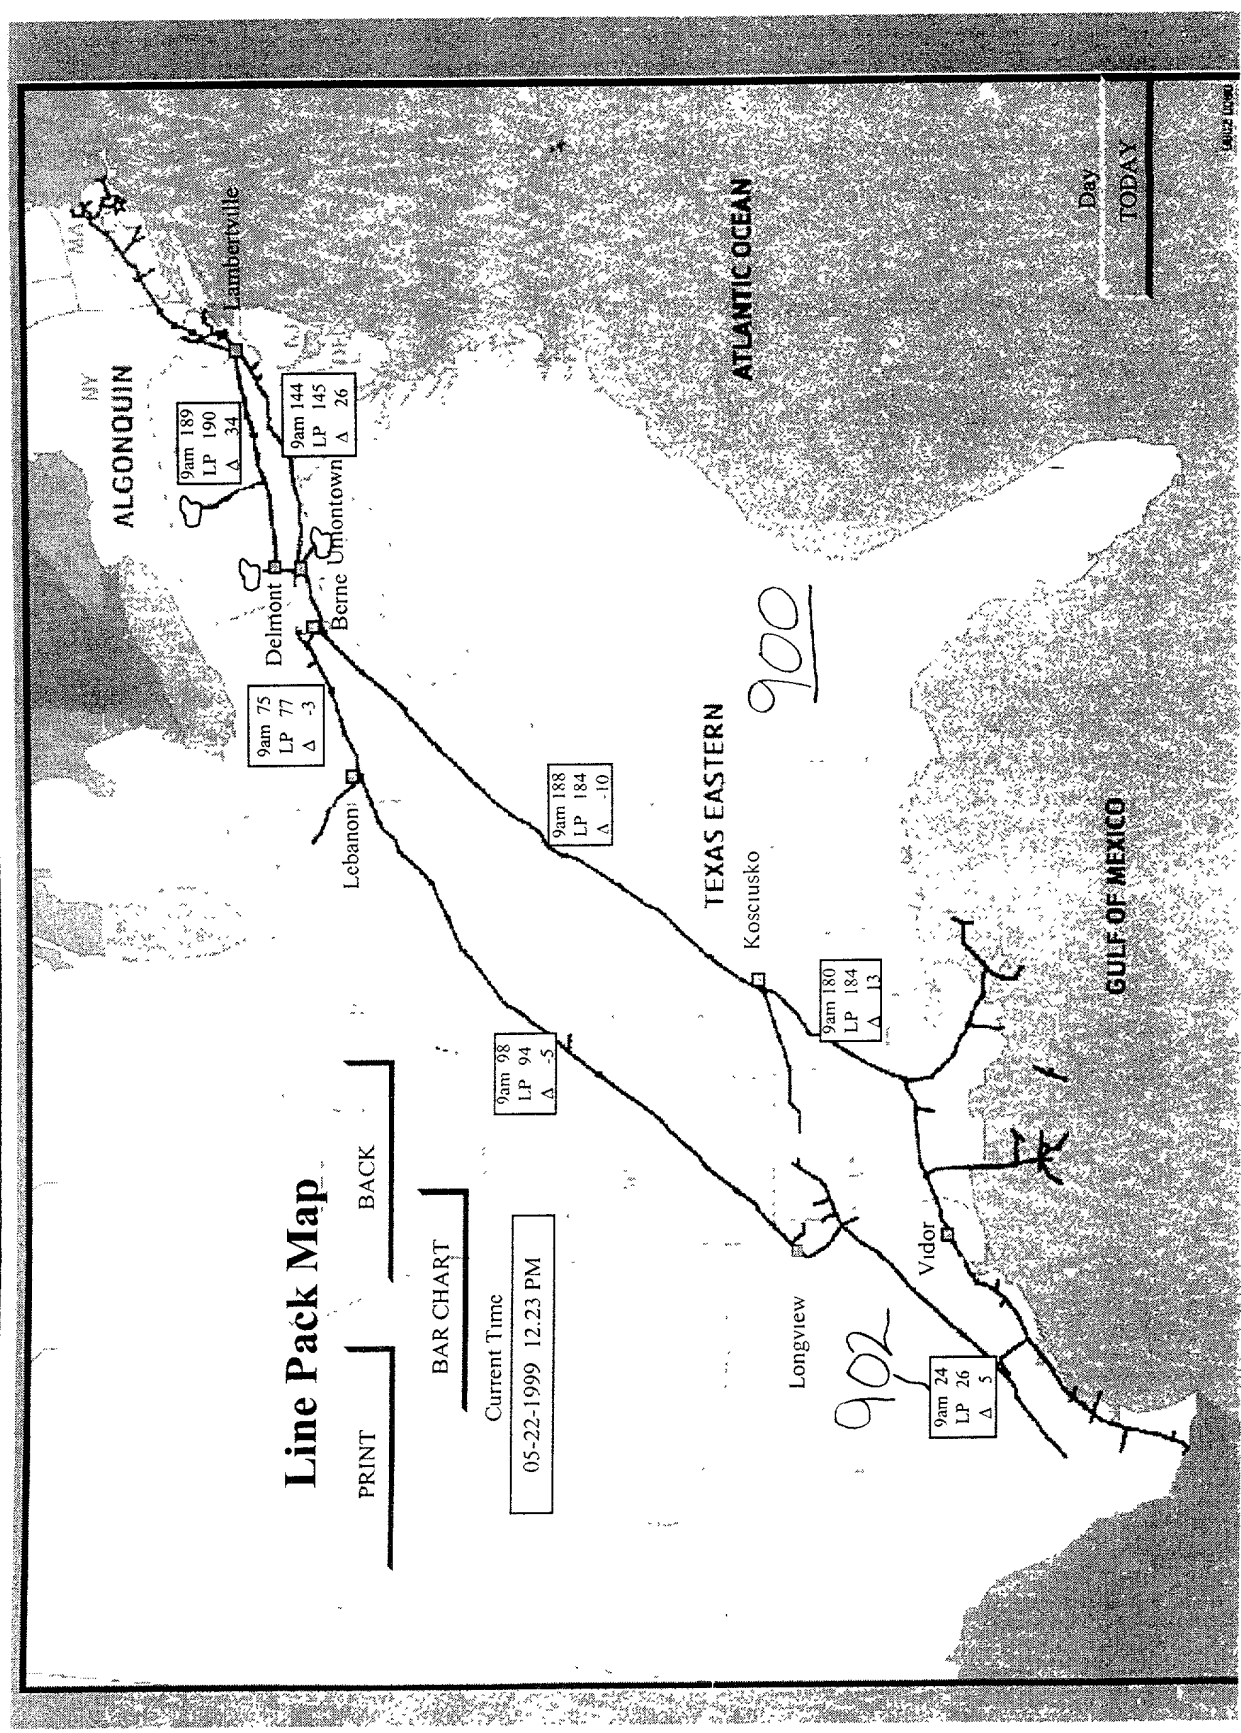 Line Pack Map
PRINT
BACK
BAR CHART
Current Time
05-22-1999 12.23 PM
ALGONQUIN
NY
MA
Lambertville
9am 189
LP 190
Δ 34
9am 144
LP 145
Δ 26
Delmont
Uniontown
Berne
9am 75
LP 77
Δ -3
Lebanon
9am 188
LP 184
Δ -10
9am 98
LP 94
Δ -5
TEXAS EASTERN
900
Kosciusko
9am 180
LP 184
Δ 13
Longview
Vidor
902
9am 24
LP 26
Δ 5
ATLANTIC OCEAN
GULF OF MEXICO
Day
TODAY